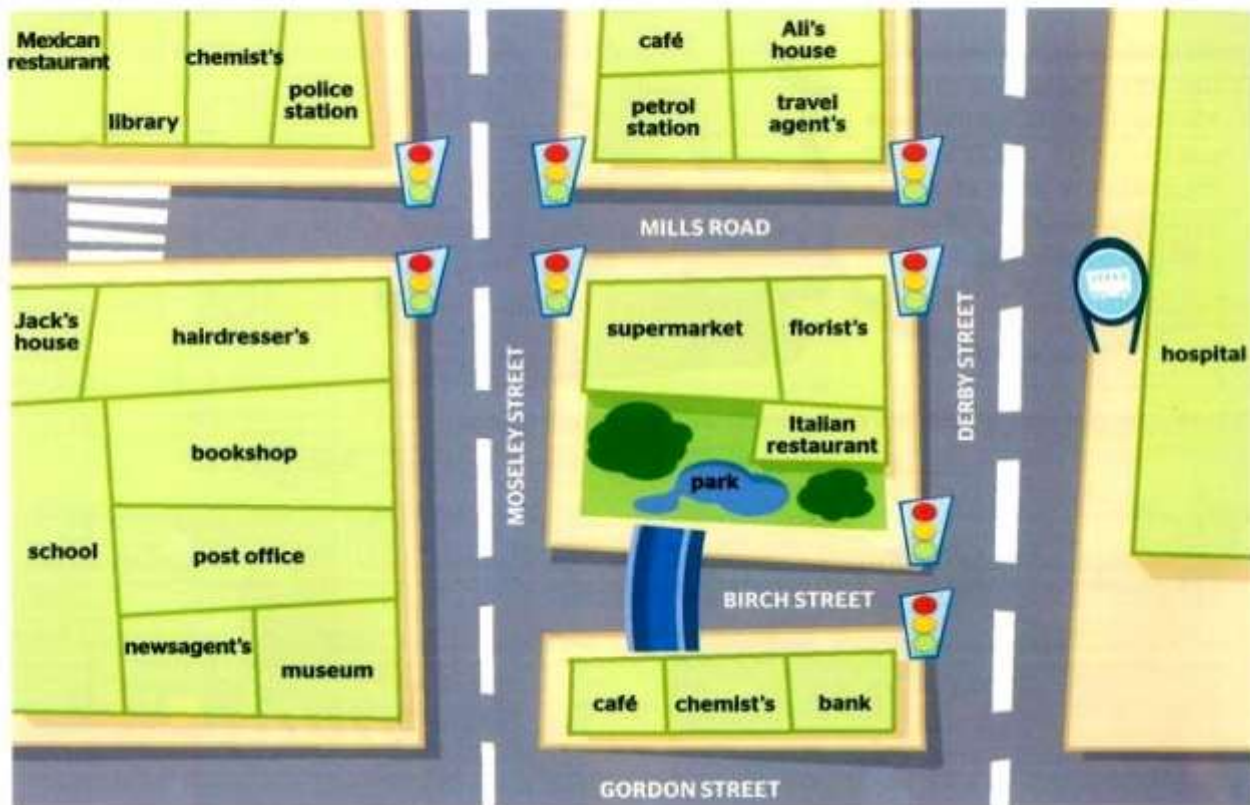 Mexican
restaurant
library
chemist's
police
station
café
Ali's
house
petrol
station
travel
agent's
MILLS ROAD
Jack's
house
hairdresser's
supermarket
florist's
hospital
MOSELEY STREET
DERBY STREET
bookshop
Italian
restaurant
park
school
post office
BIRCH STREET
newsagent's
museum
café
chemist's
bank
GORDON STREET